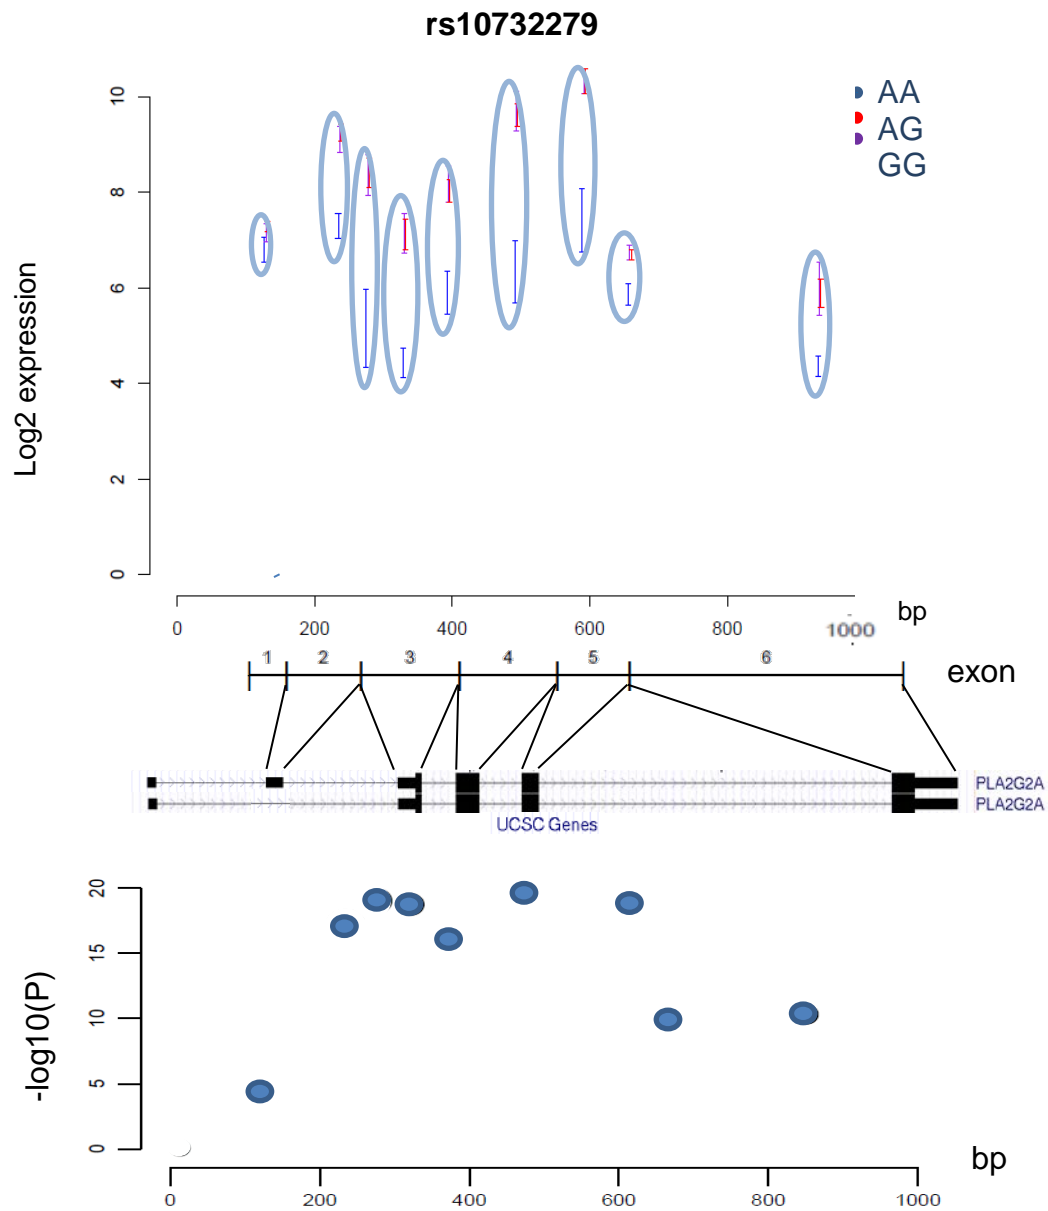 rs10732279
AA
AG
GG
10
8
6
4
2
0
Log2 expression
0 200 400 600 800 1000 bp
1 2 3 4 5 6 exon
PLA2G2A
PLA2G2A
UCSC Genes
20
15
10
5
0
-log10(P)
bp
0 200 400 600 800 1000